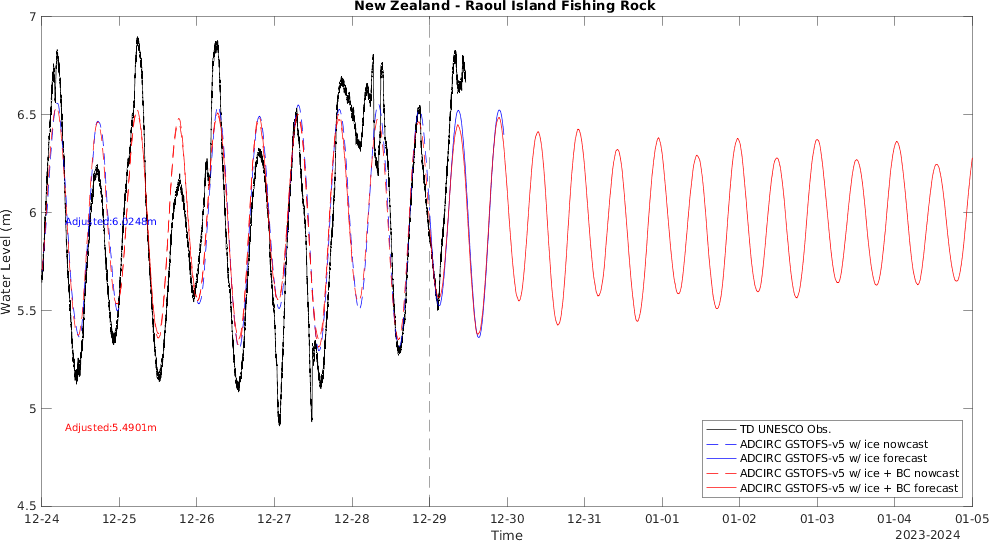 New Zealand - Raoul Island Fishing Rock
7
6.5
6
5.5
5
4.5
Water Level (m)
Adjusted:6.0248m
Adjusted:5.4901m
TD UNESCO Obs.
ADCIRC GSTOFS-v5 w/ ice nowcast
ADCIRC GSTOFS-v5 w/ ice forecast
ADCIRC GSTOFS-v5 w/ ice + BC nowcast
ADCIRC GSTOFS-v5 w/ ice + BC forecast
12-24 12-25 12-26 12-27 12-28 12-29 12-30 12-31 01-01 01-02 01-03 01-04 01-05
Time
2023-2024